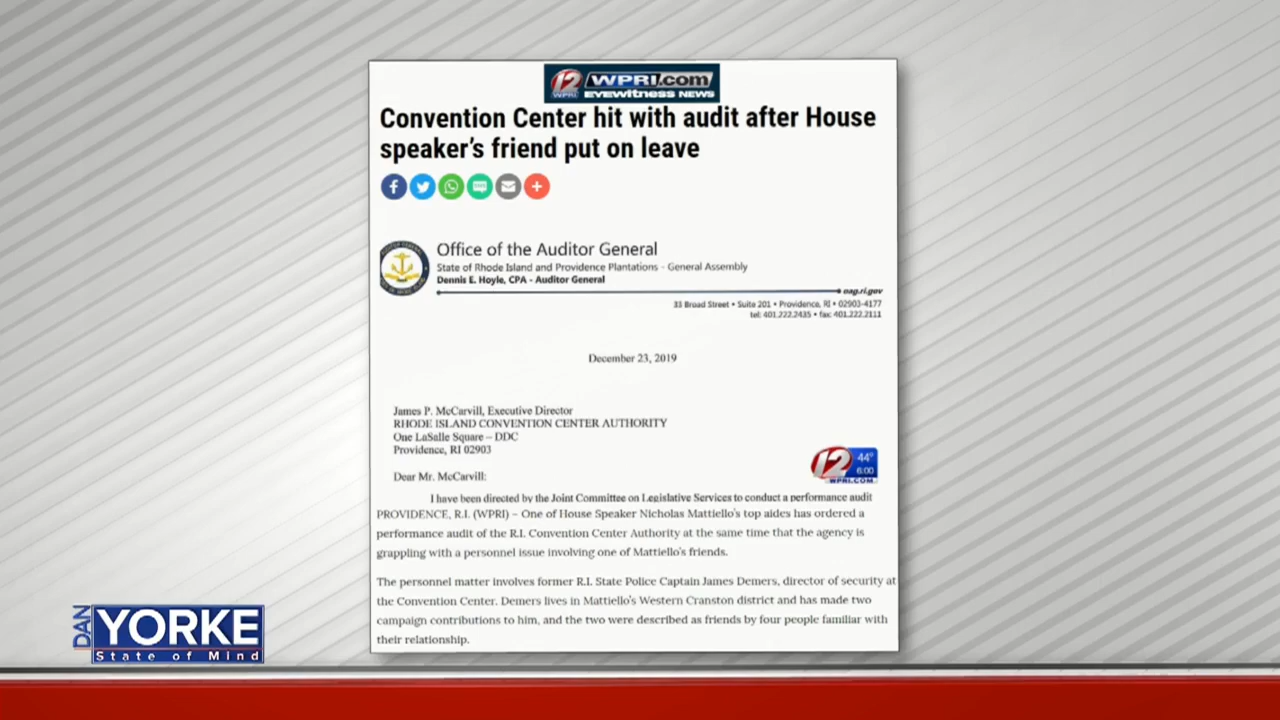 12 WPRI.com
WPRI EYEWITNESS NEWS
Convention Center hit with audit after House
speaker's friend put on leave
Office of the Auditor General
State of Rhode Island and Providence Plantations - General Assembly
Dennis E. Hoyle, CPA - Auditor General
oag.ri.gov
33 Broad Street • Suite 201 • Providence, RI • 02903-4177
tel: 401.222.2435 • fax: 401.222.2111
December 23, 2019
James P. McCarvill, Executive Director
RHODE ISLAND CONVENTION CENTER AUTHORITY
One LaSalle Square – DDC
Providence, RI 02903
Dear Mr. McCarvill:
12 44° 6:00
WPRI.COM
I have been directed by the Joint Committee on Legislative Services to conduct a performance audit
PROVIDENCE, R.I. (WPRI) – One of House Speaker Nicholas Mattiello's top aides has ordered a
performance audit of the R.I. Convention Center Authority at the same time that the agency is
grappling with a personnel issue involving one of Mattiello's friends.
The personnel matter involves former R.I. State Police Captain James Demers, director of security at
the Convention Center. Demers lives in Mattiello's Western Cranston district and has made two
campaign contributions to him, and the two were described as friends by four people familiar with
their relationship.
DAN YORKE
State of Mind